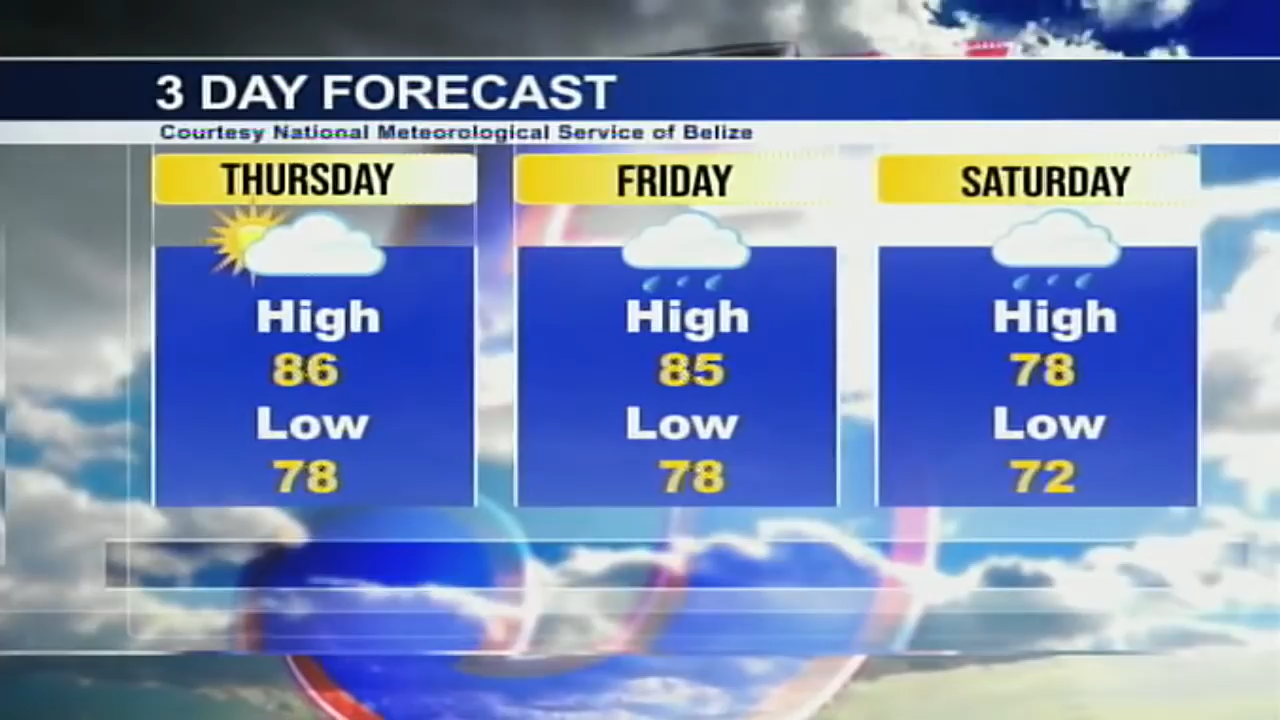 3 DAY FORECAST
Courtesy National Meteorological Service of Belize
THURSDAY
High
86
Low
78
FRIDAY
High
85
Low
78
SATURDAY
High
78
Low
72